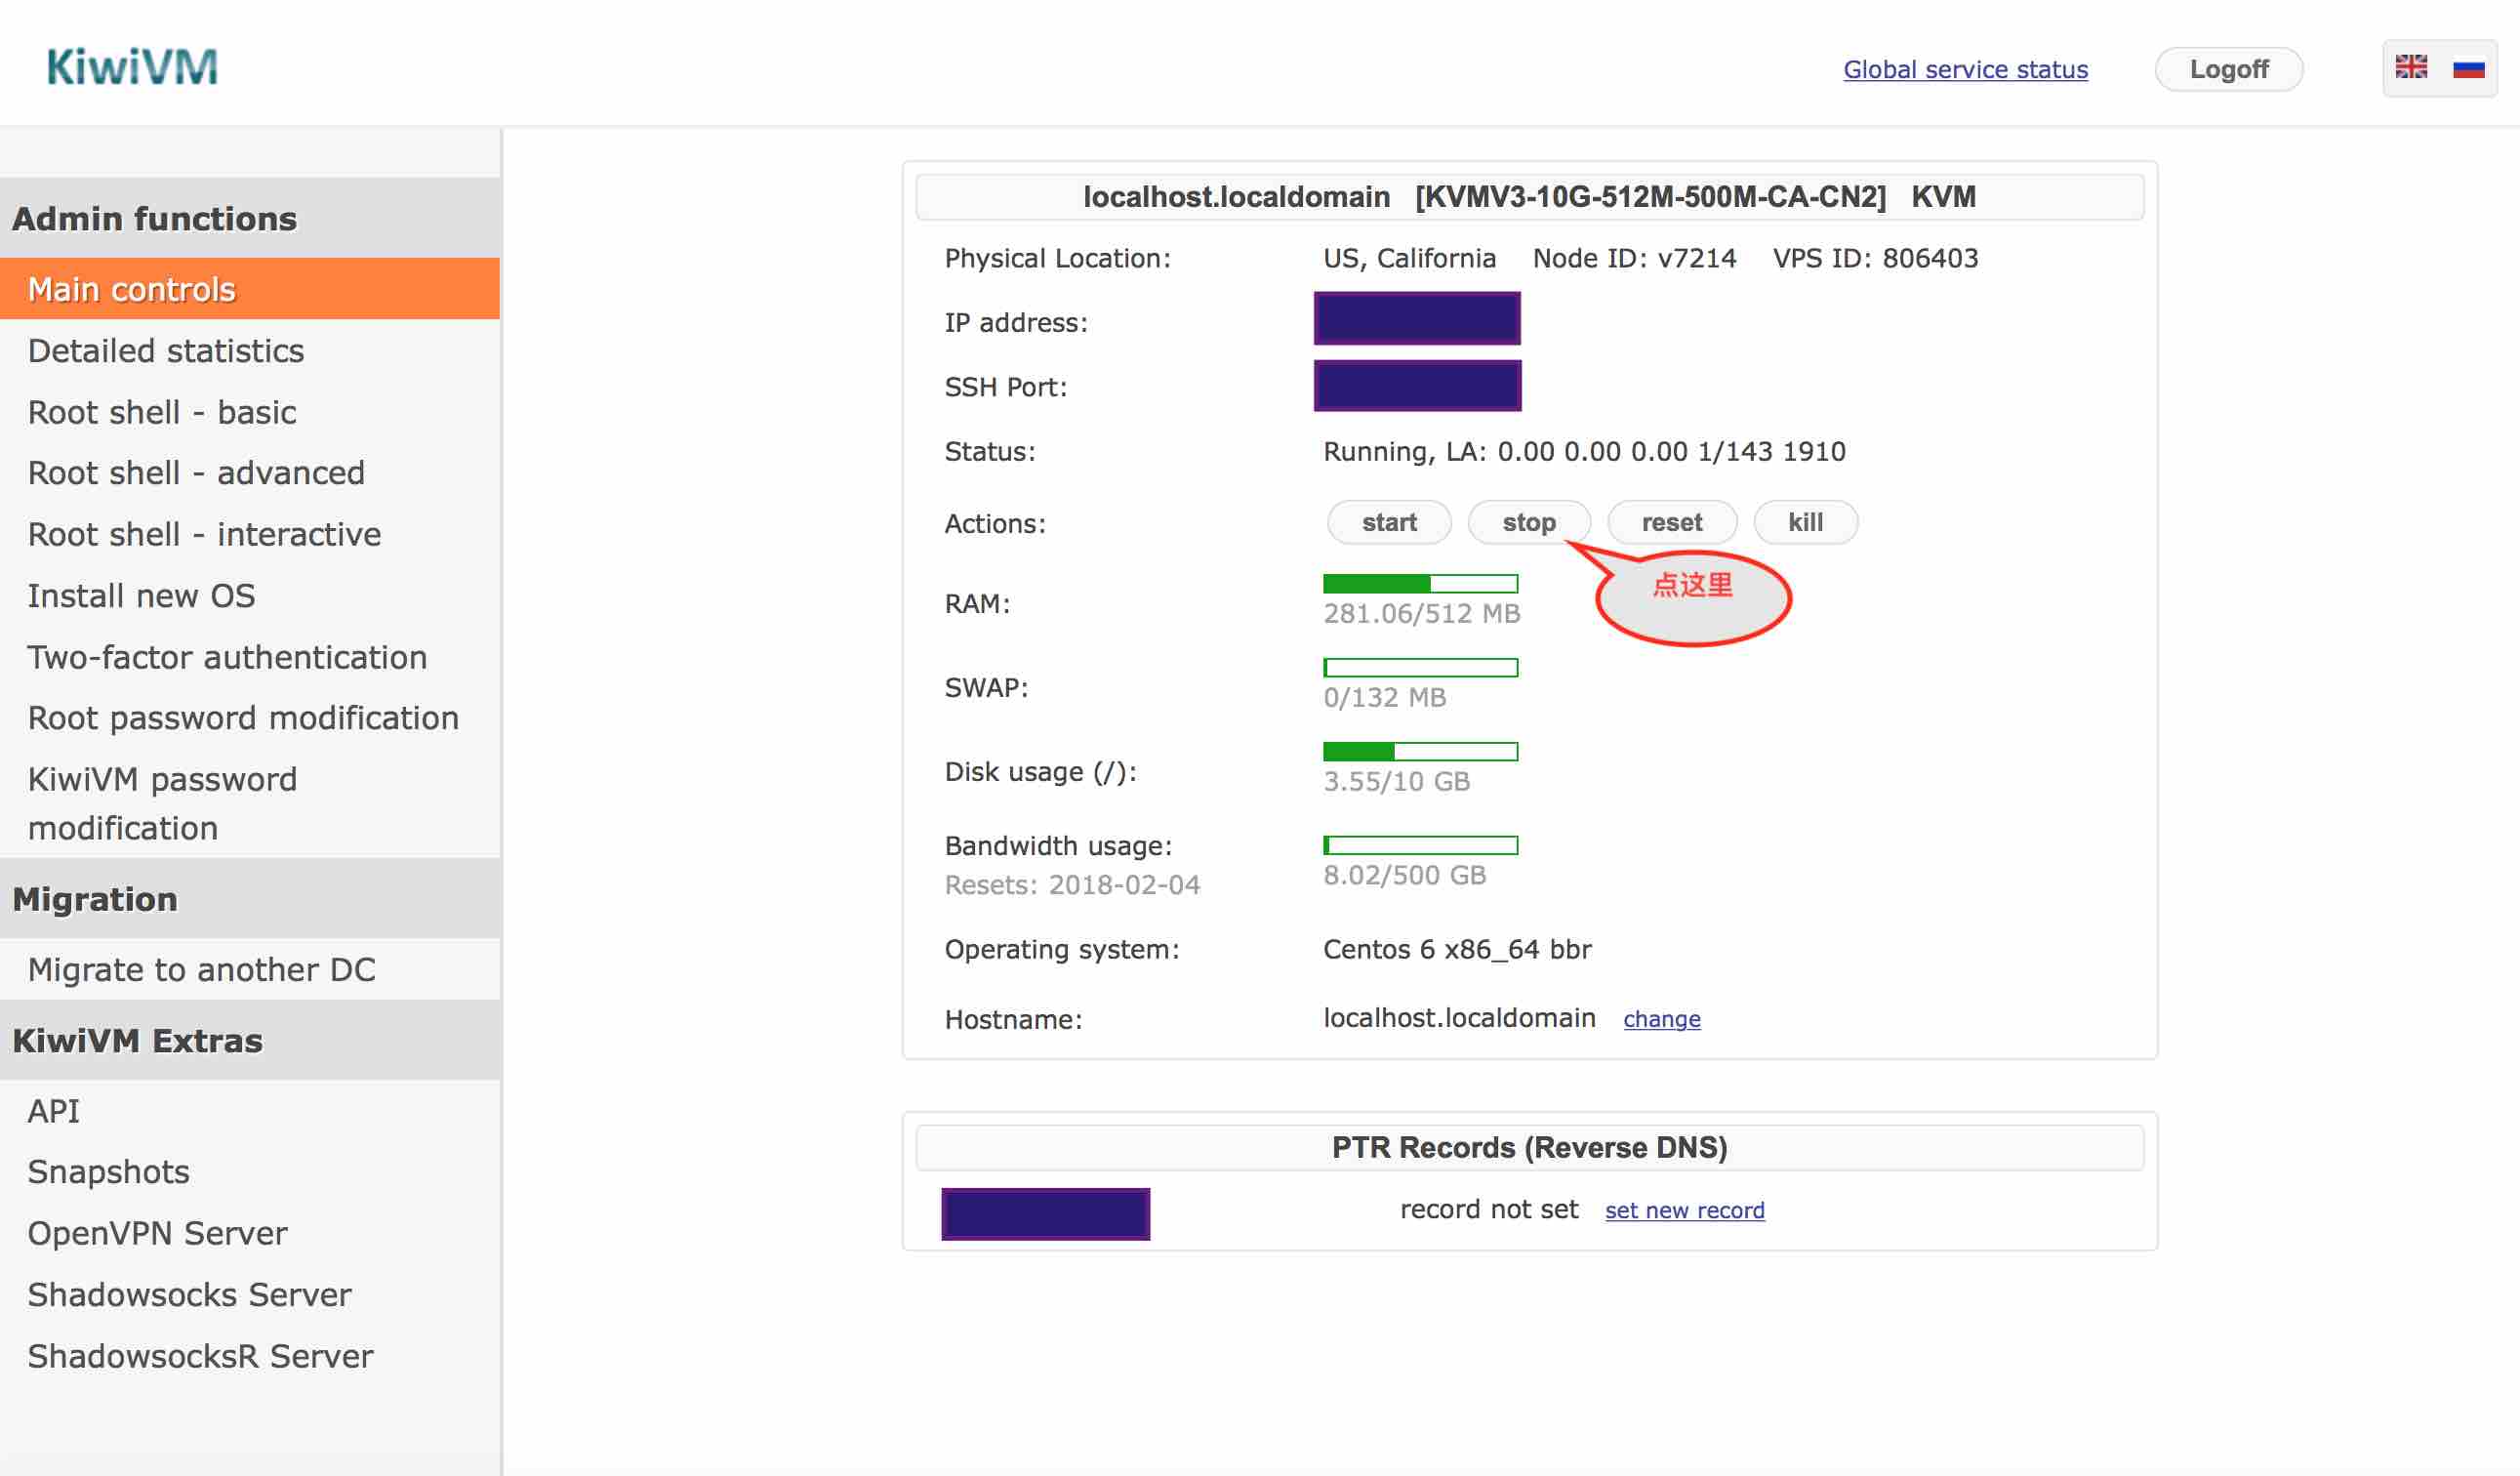 KiwiVM
Global service status
Logoff
Admin functions
Main controls
Detailed statistics
Root shell - basic
Root shell - advanced
Root shell - interactive
Install new OS
Two-factor authentication
Root password modification
KiwiVM password
modification
Migration
Migrate to another DC
KiwiVM Extras
API
Snapshots
OpenVPN Server
Shadowsocks Server
ShadowsocksR Server
localhost.localdomain [KVMV3-10G-512M-500M-CA-CN2] KVM
Physical Location: US, California Node ID: v7214 VPS ID: 806403
IP address:
SSH Port:
Status: Running, LA: 0.00 0.00 0.00 1/143 1910
Actions: start stop reset kill
点这里
RAM:
281.06/512 MB
SWAP:
0/132 MB
Disk usage (/):
3.55/10 GB
Bandwidth usage:
Resets: 2018-02-04
8.02/500 GB
Operating system: Centos 6 x86_64 bbr
Hostname: localhost.localdomain change
PTR Records (Reverse DNS)
record not set set new record